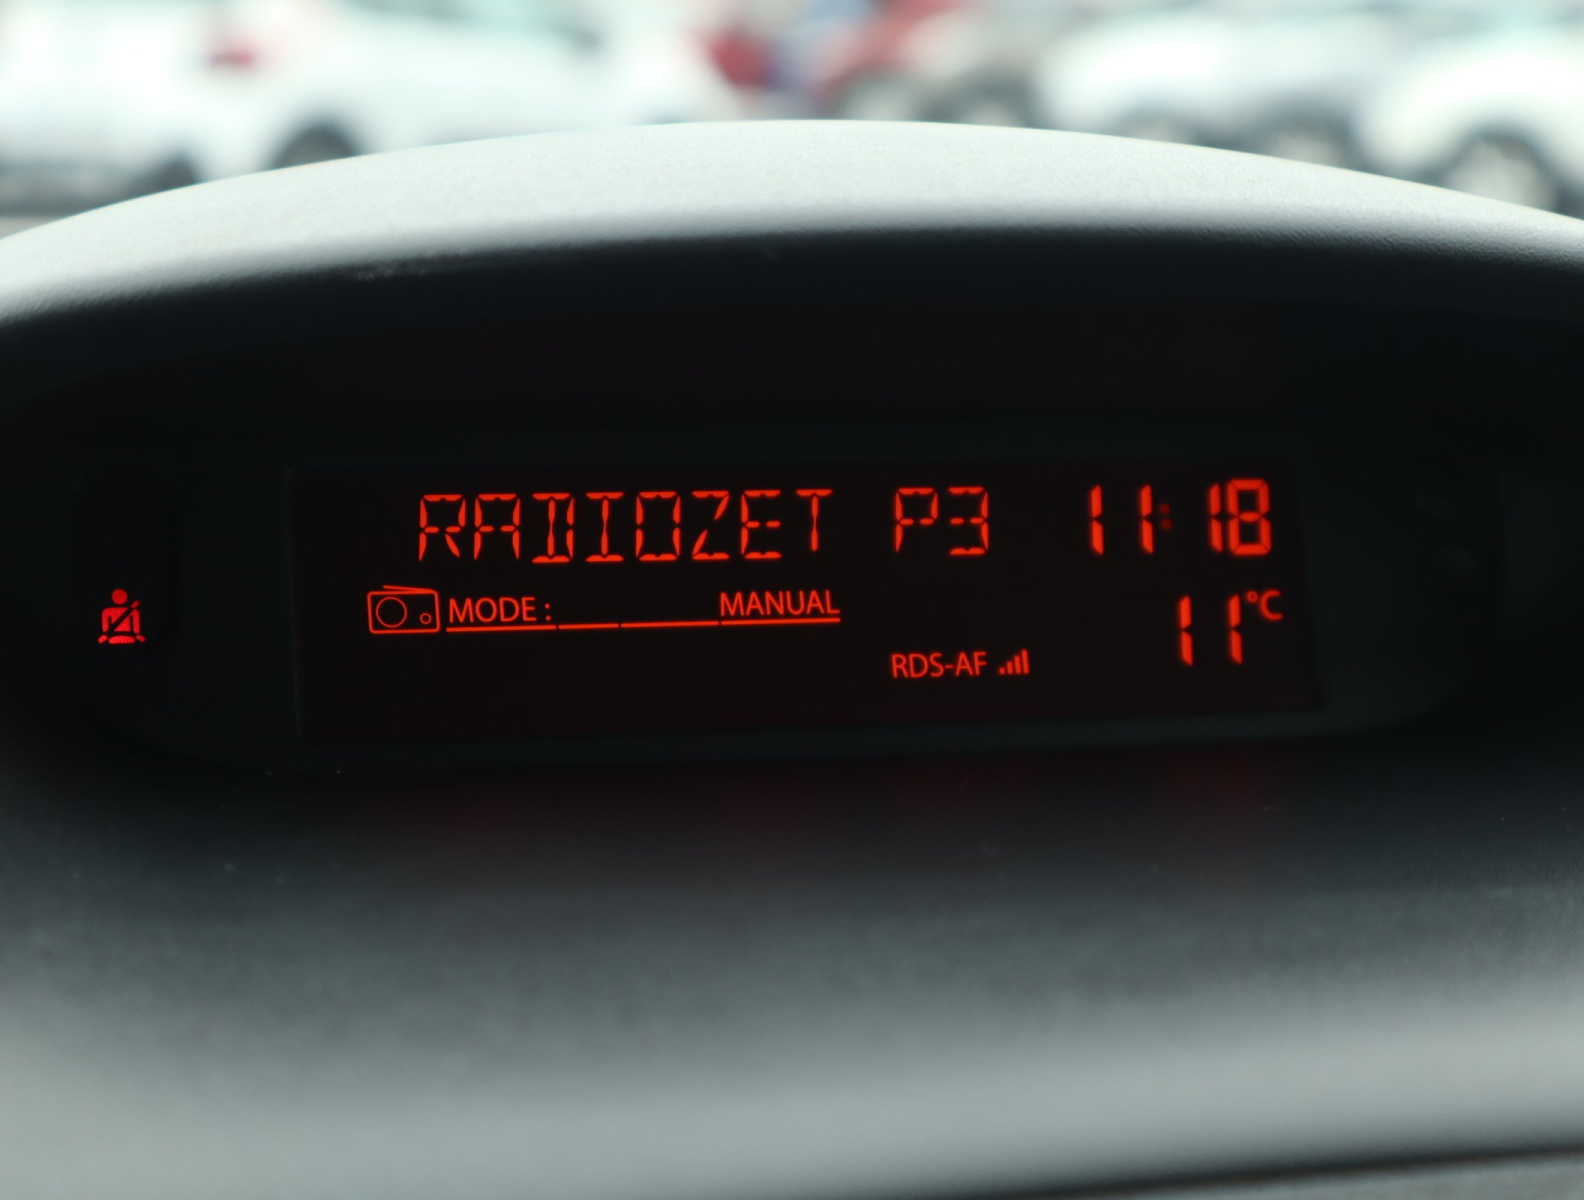 RADIOZET P3 11:18
MODE: MANUAL 11°C
RDS-AF